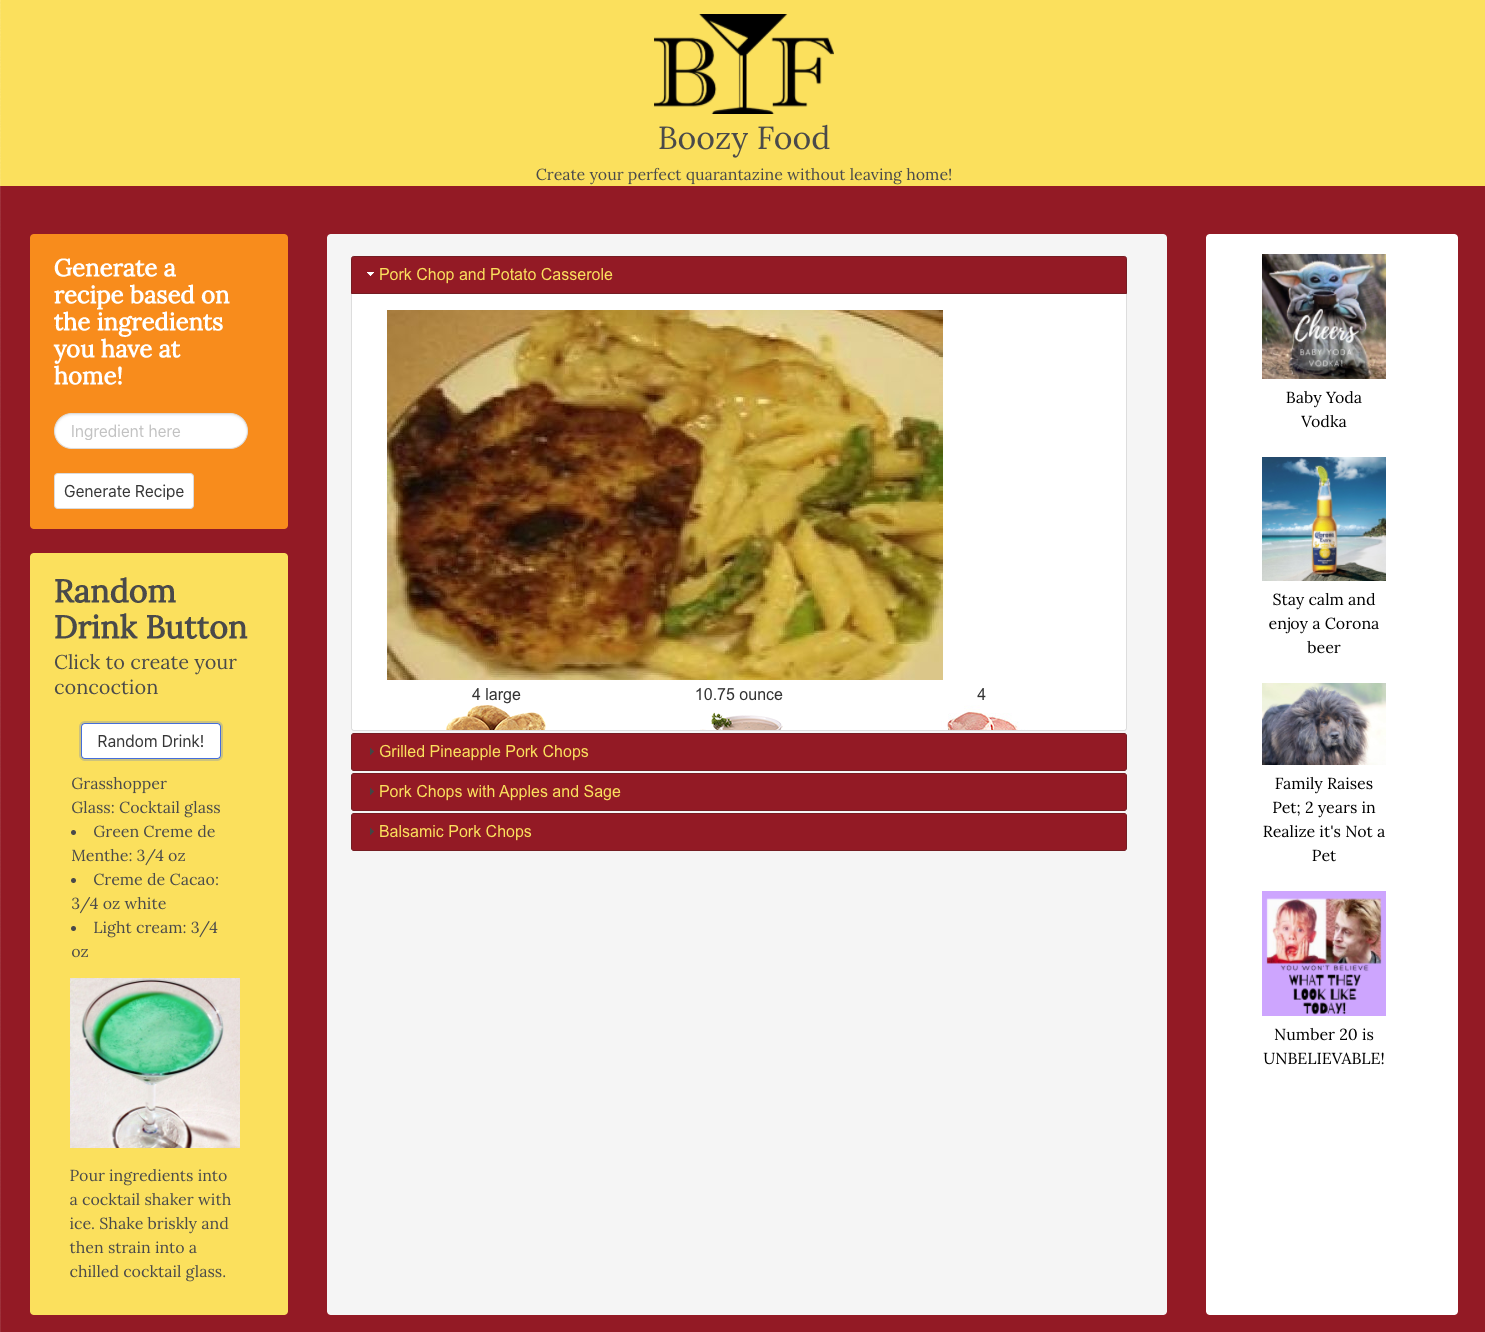 BYF
Boozy Food
Create your perfect quarantazine without leaving home!
Generate a
recipe based on
the ingredients
you have at
home!
Ingredient here
Generate Recipe
Random
Drink Button
Click to create your
concoction
Random Drink!
Grasshopper
Glass: Cocktail glass
• Green Creme de
Menthe: 3/4 oz
• Creme de Cacao:
3/4 oz white
• Light cream: 3/4
oz
Pour ingredients into
a cocktail shaker with
ice. Shake briskly and
then strain into a
chilled cocktail glass.
Pork Chop and Potato Casserole
4 large
10.75 ounce
4
Grilled Pineapple Pork Chops
Pork Chops with Apples and Sage
Balsamic Pork Chops
Cheers
BABY YODA
VODKA!
Baby Yoda
Vodka
Corona
Extra
Stay calm and
enjoy a Corona
beer
Family Raises
Pet; 2 years in
Realize it's Not a
Pet
YOU WON'T BELIEVE
WHAT THEY
LOOK LIKE
TODAY!
Number 20 is
UNBELIEVABLE!